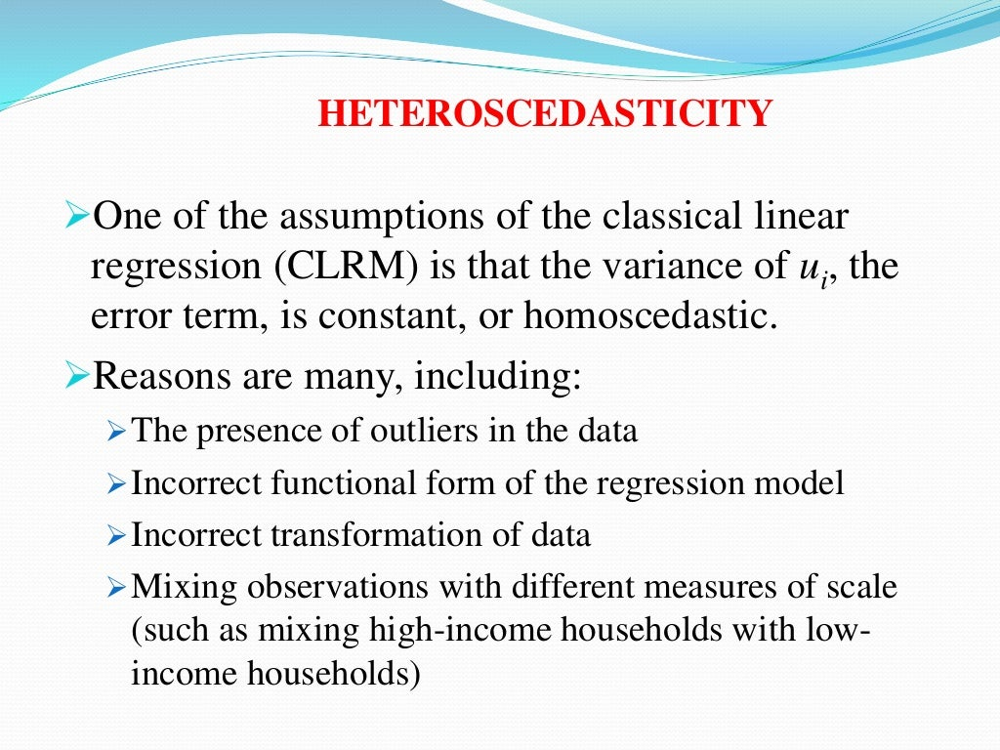 HETEROSCEDASTICITY
One of the assumptions of the classical linear
regression (CLRM) is that the variance of ui, the
error term, is constant, or homoscedastic.
Reasons are many, including:
The presence of outliers in the data
Incorrect functional form of the regression model
Incorrect transformation of data
Mixing observations with different measures of scale
(such as mixing high-income households with low-
income households)